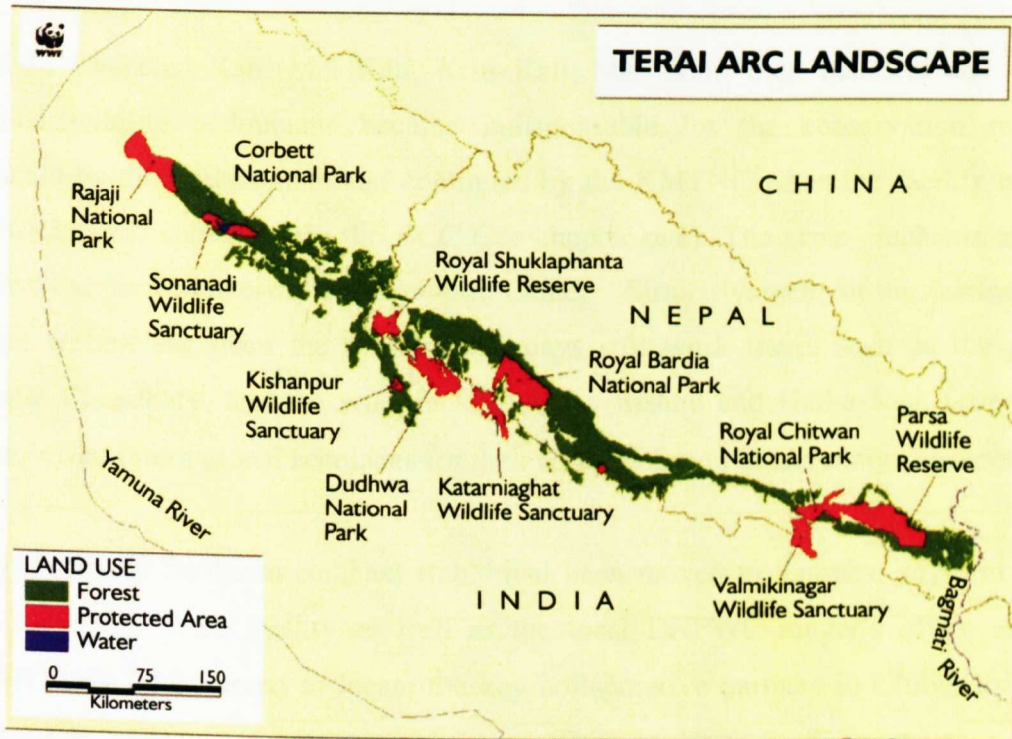 WWF
TERAI ARC LANDSCAPE
Corbett
National Park
CHINA
Rajaji
National
Park
Sonanadi
Wildlife
Sanctuary
Royal Shuklaphanta
Wildlife Reserve
NEPAL
Royal Bardia
National Park
Kishanpur
Wildlife
Sanctuary
Royal Chitwan
National Park
Parsa
Wildlife
Reserve
Yamuna River
Dudhwa
National
Park
Katarniaghat
Wildlife Sanctuary
INDIA
Valmikinagar
Wildlife Sanctuary
Bagmati River
LAND USE
Forest
Protected Area
Water
0 75 150
Kilometers